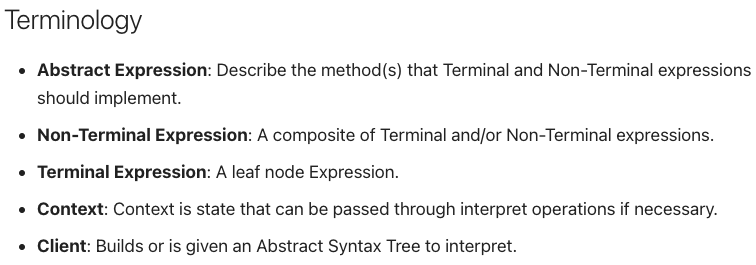 Terminology
• Abstract Expression: Describe the method(s) that Terminal and Non-Terminal expressions
should implement.
• Non-Terminal Expression: A composite of Terminal and/or Non-Terminal expressions.
• Terminal Expression: A leaf node Expression.
• Context: Context is state that can be passed through interpret operations if necessary.
• Client: Builds or is given an Abstract Syntax Tree to interpret.